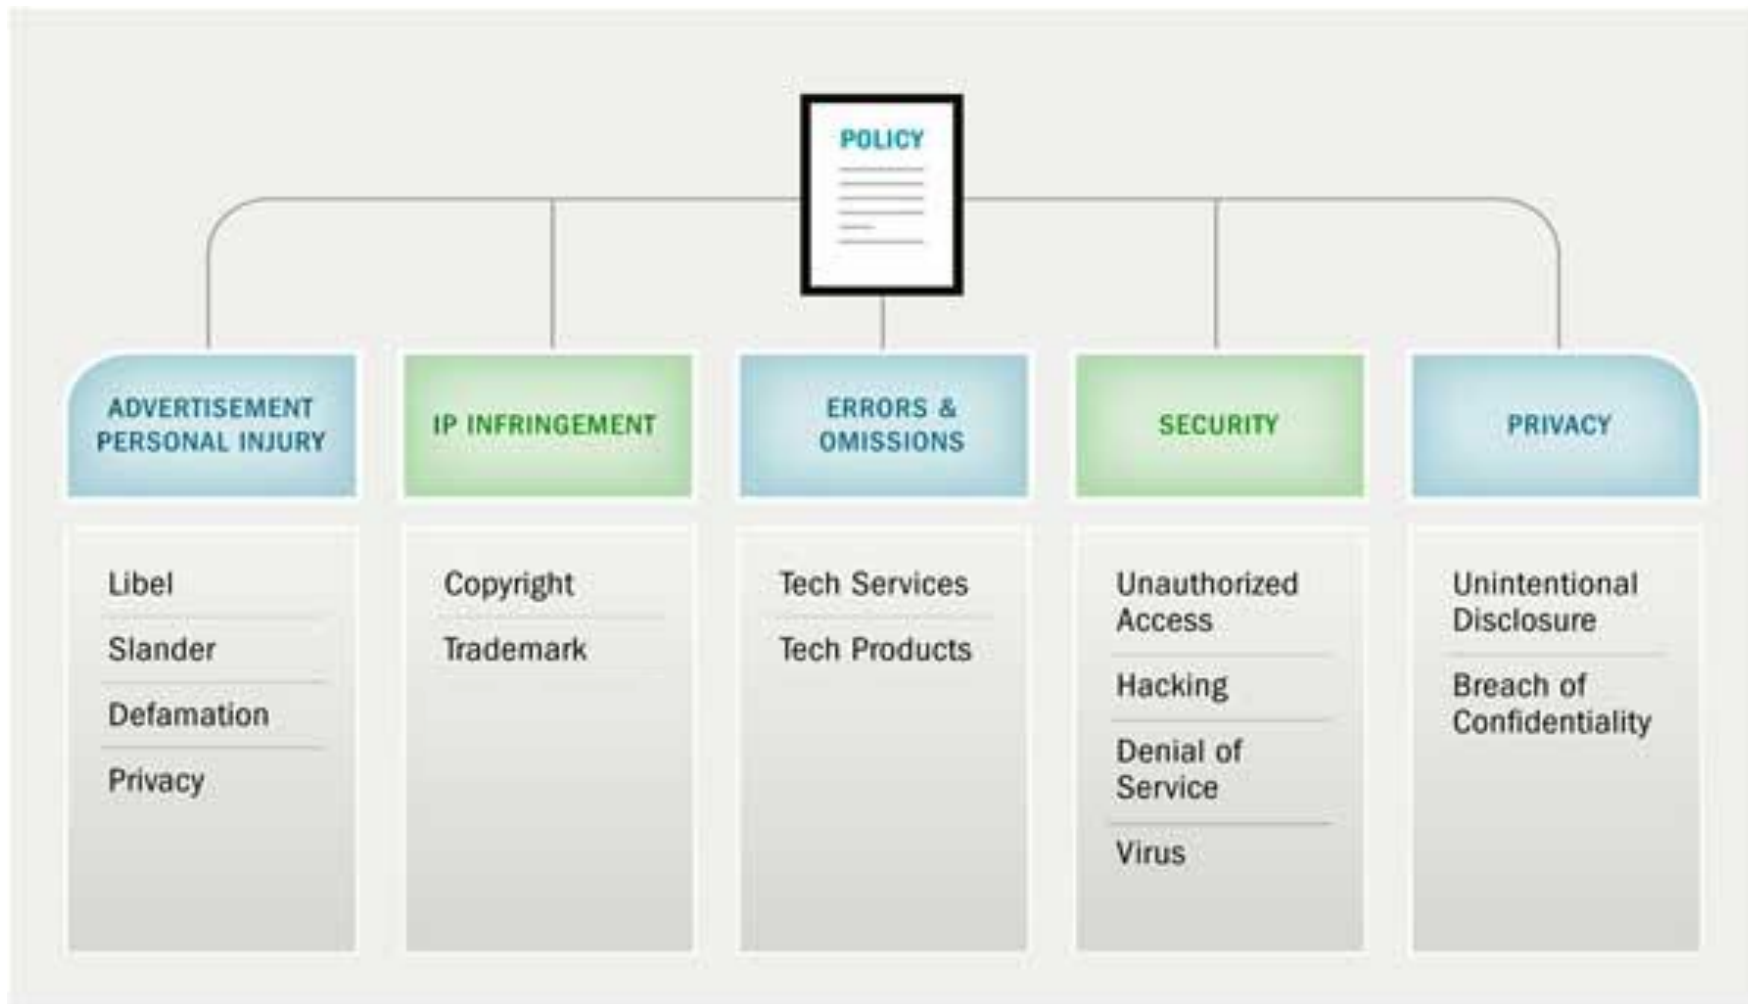 POLICY
ADVERTISEMENT
PERSONAL INJURY
Libel
Slander
Defamation
Privacy
IP INFRINGEMENT
Copyright
Trademark
ERRORS &
OMISSIONS
Tech Services
Tech Products
SECURITY
Unauthorized
Access
Hacking
Denial of
Service
Virus
PRIVACY
Unintentional
Disclosure
Breach of
Confidentiality